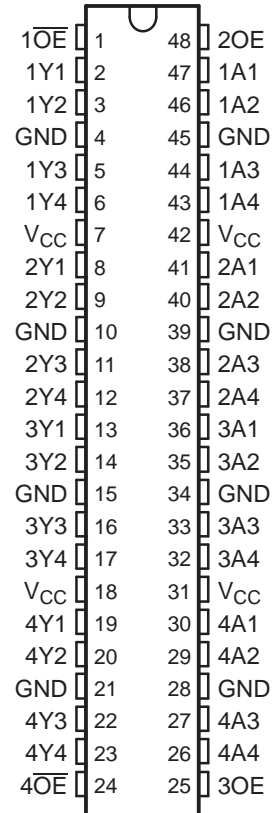 1O̅E̅ 1 48 2OE
1Y1 2 47 1A1
1Y2 3 46 1A2
GND 4 45 GND
1Y3 5 44 1A3
1Y4 6 43 1A4
VCC 7 42 VCC
2Y1 8 41 2A1
2Y2 9 40 2A2
GND 10 39 GND
2Y3 11 38 2A3
2Y4 12 37 2A4
3Y1 13 36 3A1
3Y2 14 35 3A2
GND 15 34 GND
3Y3 16 33 3A3
3Y4 17 32 3A4
VCC 18 31 VCC
4Y1 19 30 4A1
4Y2 20 29 4A2
GND 21 28 GND
4Y3 22 27 4A3
4Y4 23 26 4A4
4O̅E̅ 24 25 3OE